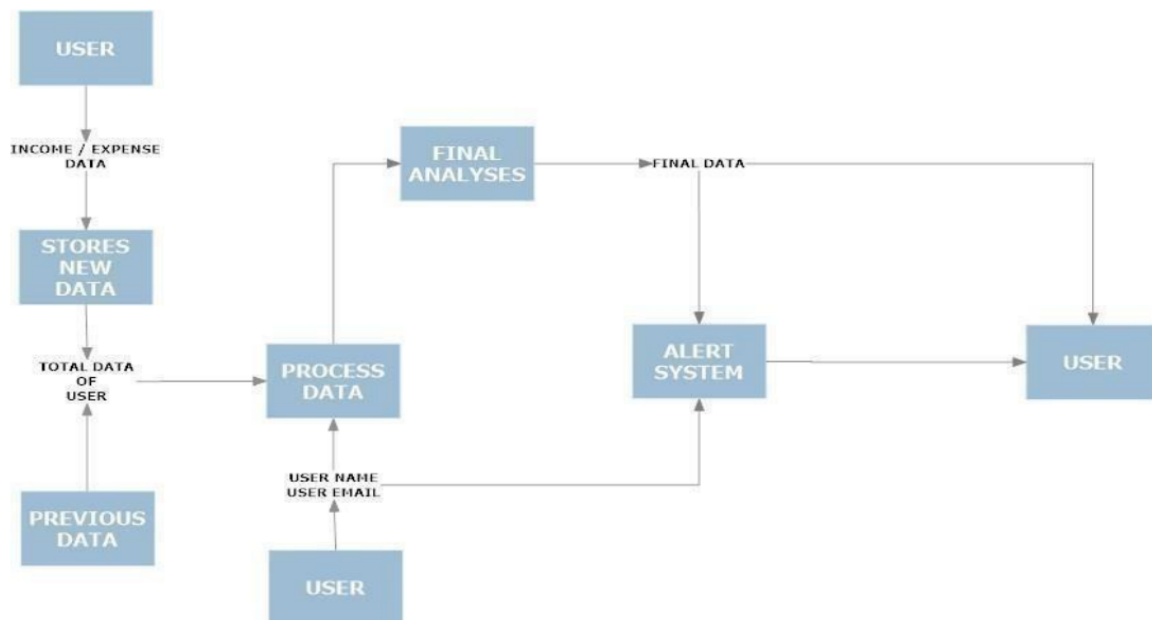 USER
INCOME / EXPENSE
DATA
STORES
NEW
DATA
TOTAL DATA
OF
USER
PREVIOUS
DATA
PROCESS
DATA
USER NAME
USER EMAIL
USER
FINAL
ANALYSES
FINAL DATA
ALERT
SYSTEM
USER